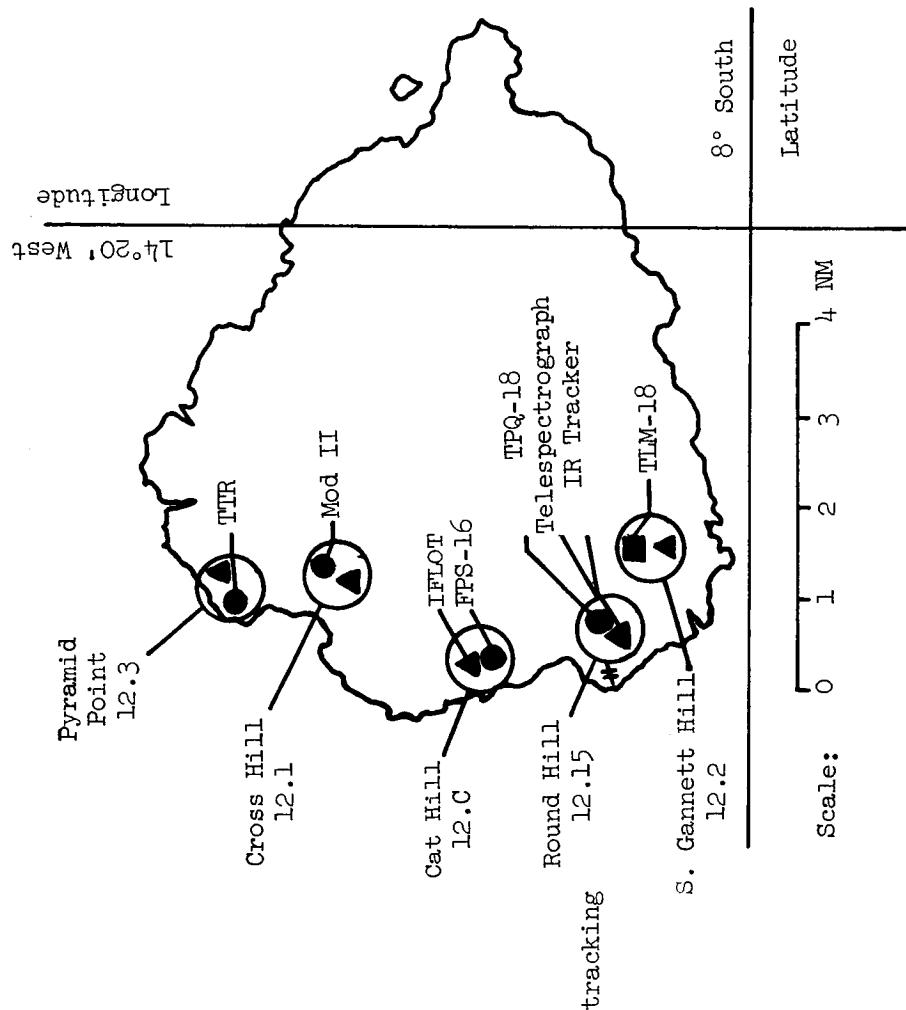 14°20' West
Longitude
Pyramid
Point
12.3
TTR
Cross Hill
12.1
Mod II
Cat Hill
12.C
IFLOT
FPS-16
Round Hill
12.15
TPQ-18
Telespectrograph
IR Tracker
TLM-18
S. Gannett Hill
12.2
tracking
8° South
Latitude
Scale:
0 1 2 3 4 NM